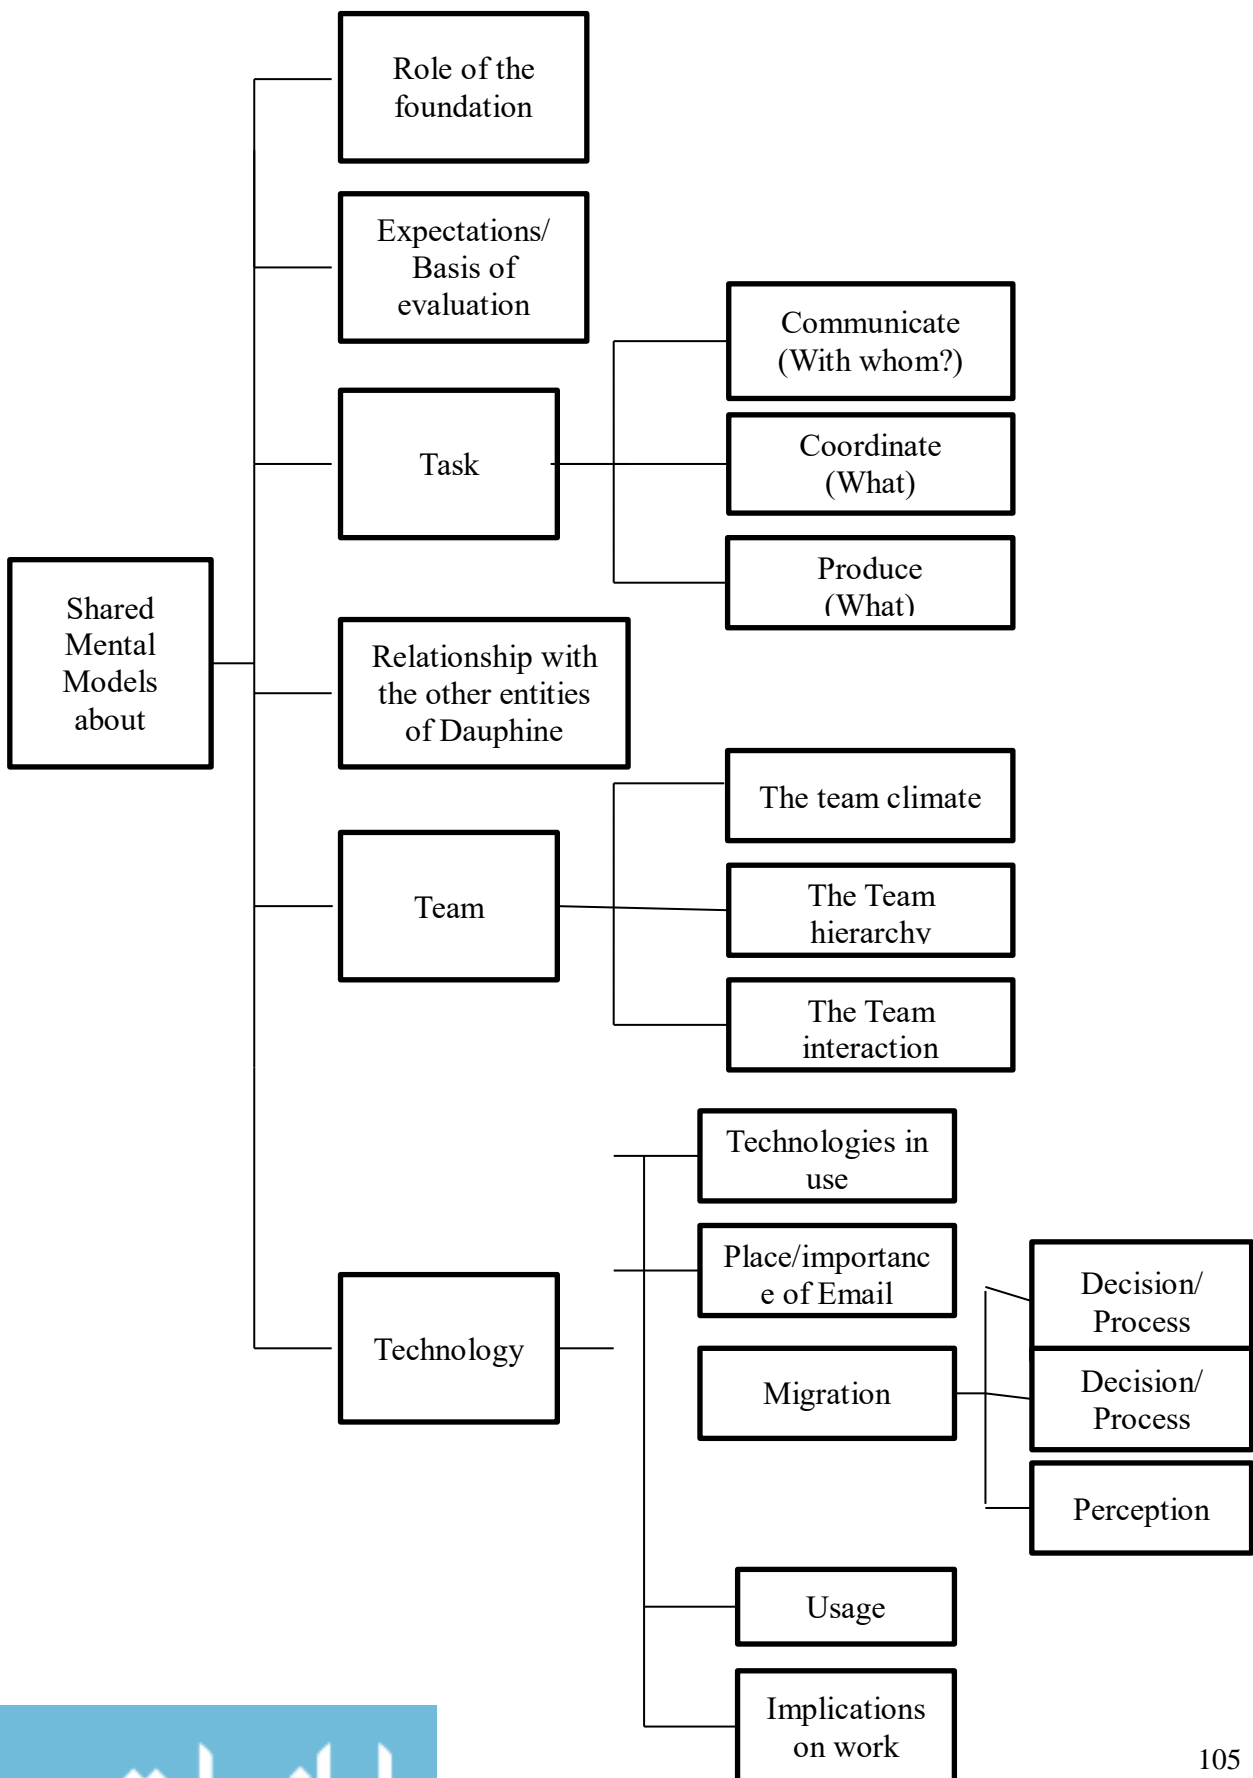 Role of the
foundation
Expectations/
Basis of
evaluation
Communicate
(With whom?)
Task
Coordinate
(What)
Produce
(What)
Shared
Mental
Models
about
Relationship with
the other entities
of Dauphine
The team climate
Team
The Team
hierarchy
The Team
interaction
Technologies in
use
Place/importanc
e of Email
Decision/
Process
Technology
Migration
Decision/
Process
Perception
Usage
Implications
on work
105